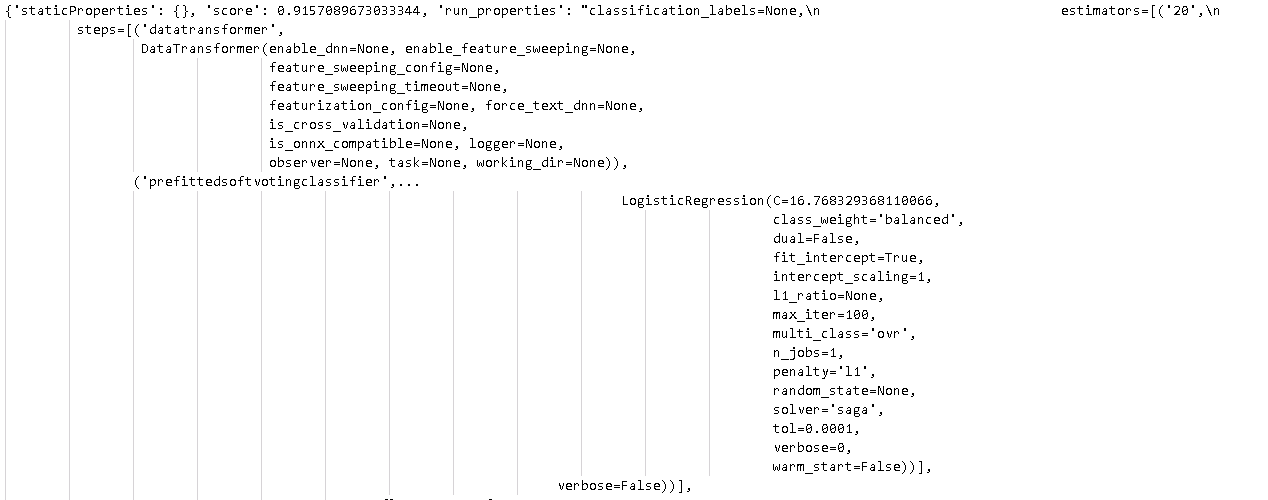 {'staticProperties': {}, 'score': 0.9157089673033344, 'run_properties': "classification_labels=None,\n estimators=[('20',\n
steps=[('datatransformer',
DataTransformer(enable_dnn=None, enable_feature_sweeping=None,
feature_sweeping_config=None,
feature_sweeping_timeout=None,
featurization_config=None, force_text_dnn=None,
is_cross_validation=None,
is_onnx_compatible=None, logger=None,
observer=None, task=None, working_dir=None)),
('prefittedsoftvotingclassifier',...
LogisticRegression(C=16.768329368110066,
class_weight='balanced',
dual=False,
fit_intercept=True,
intercept_scaling=1,
l1_ratio=None,
max_iter=100,
multi_class='ovr',
n_jobs=1,
penalty='l1',
random_state=None,
solver='saga',
tol=0.0001,
verbose=0,
warm_start=False))],
verbose=False))],